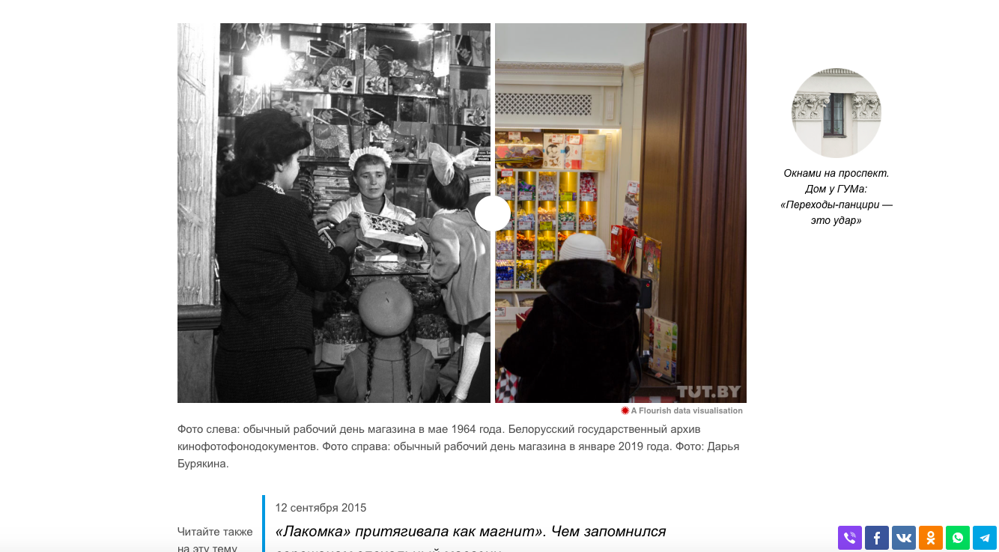 Окнами на проспект.
Дом у ГУМа:
«Переходы-панцири —
это удар»
TUT.BY
A Flourish data visualisation
Фото слева: обычный рабочий день магазина в мае 1964 года. Белорусский государственный архив
кинофотофонодокументов. Фото справа: обычный рабочий день магазина в январе 2019 года. Фото: Дарья
Бурякина.
12 сентября 2015
Читайте также
на эту тему
«Лакомка» притягивала как магнит». Чем запомнился